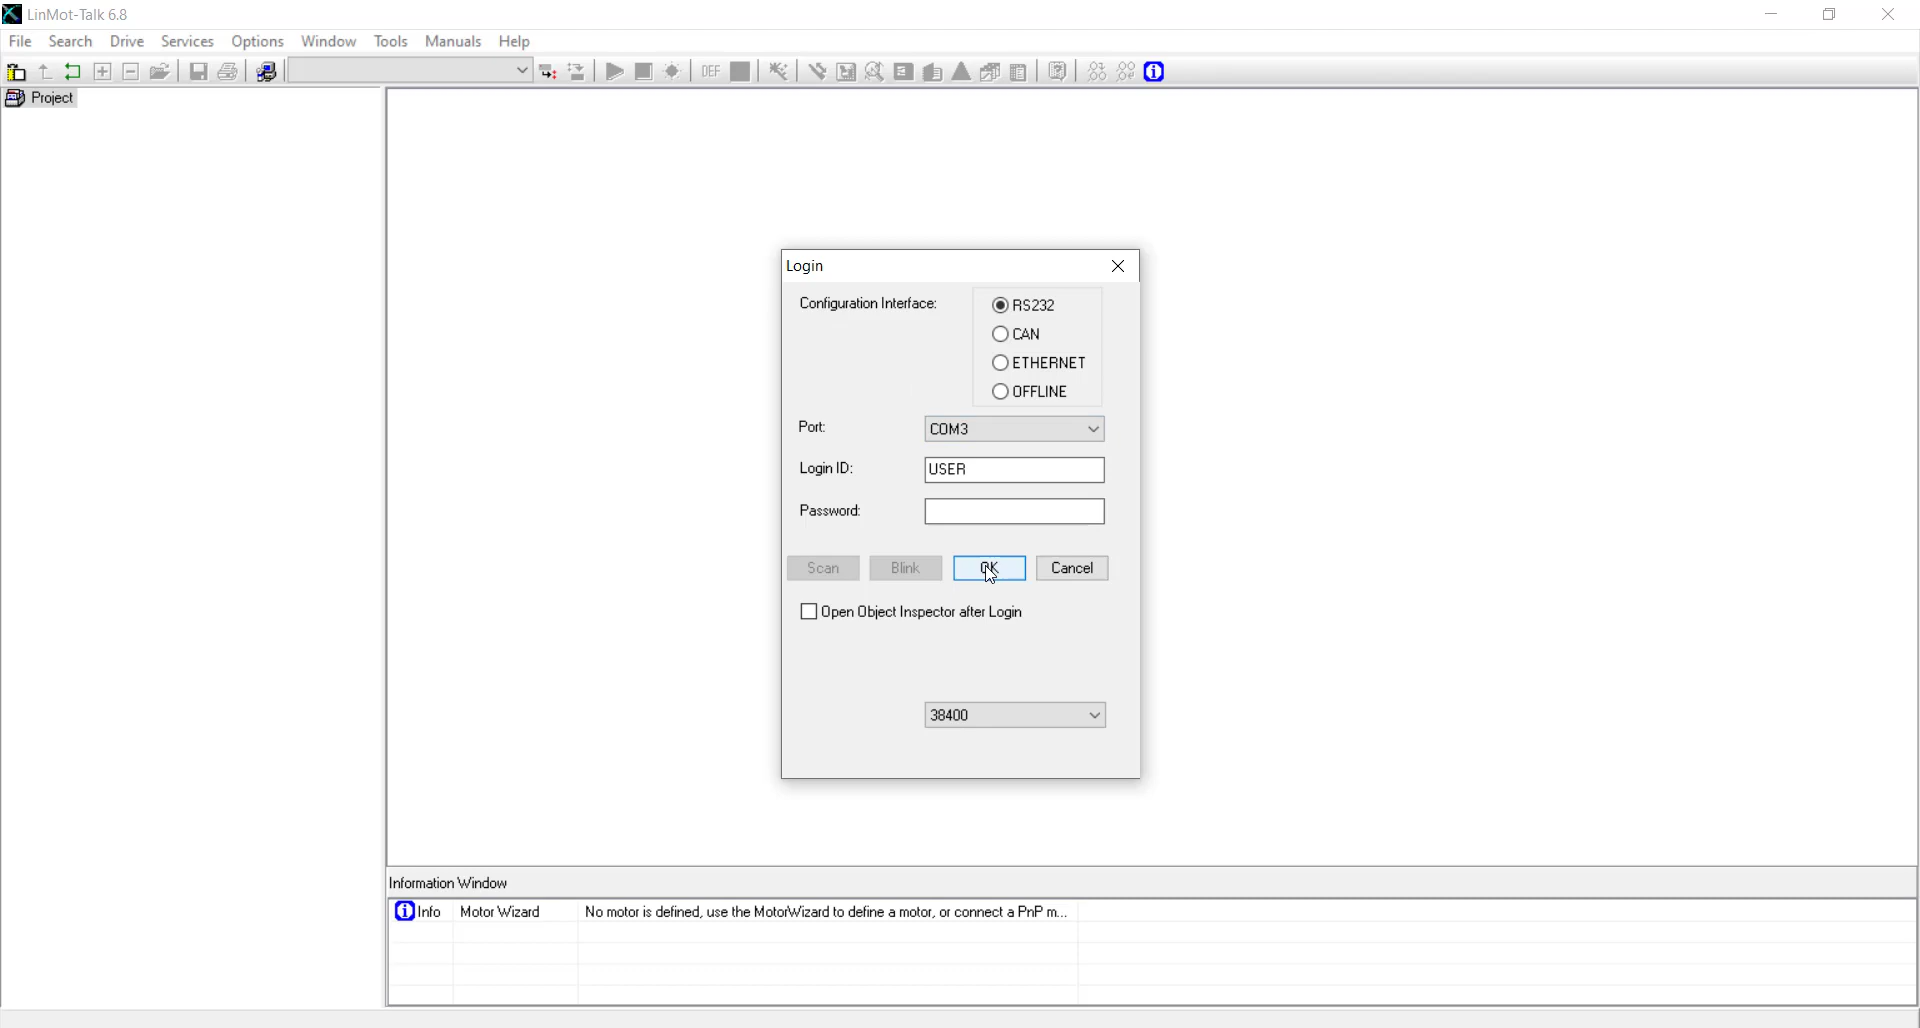 LinMot-Talk 6.8
File Search Drive Services Options Window Tools Manuals Help
DEF
Project
Login
Configuration Interface:
RS232
CAN
ETHERNET
OFFLINE
Port: COM3
Login ID: USER
Password:
Scan Blink OK Cancel
Open Object Inspector after Login
38400
Information Window
Info Motor Wizard No motor is defined, use the MotorWizard to define a motor, or connect a PnP m...